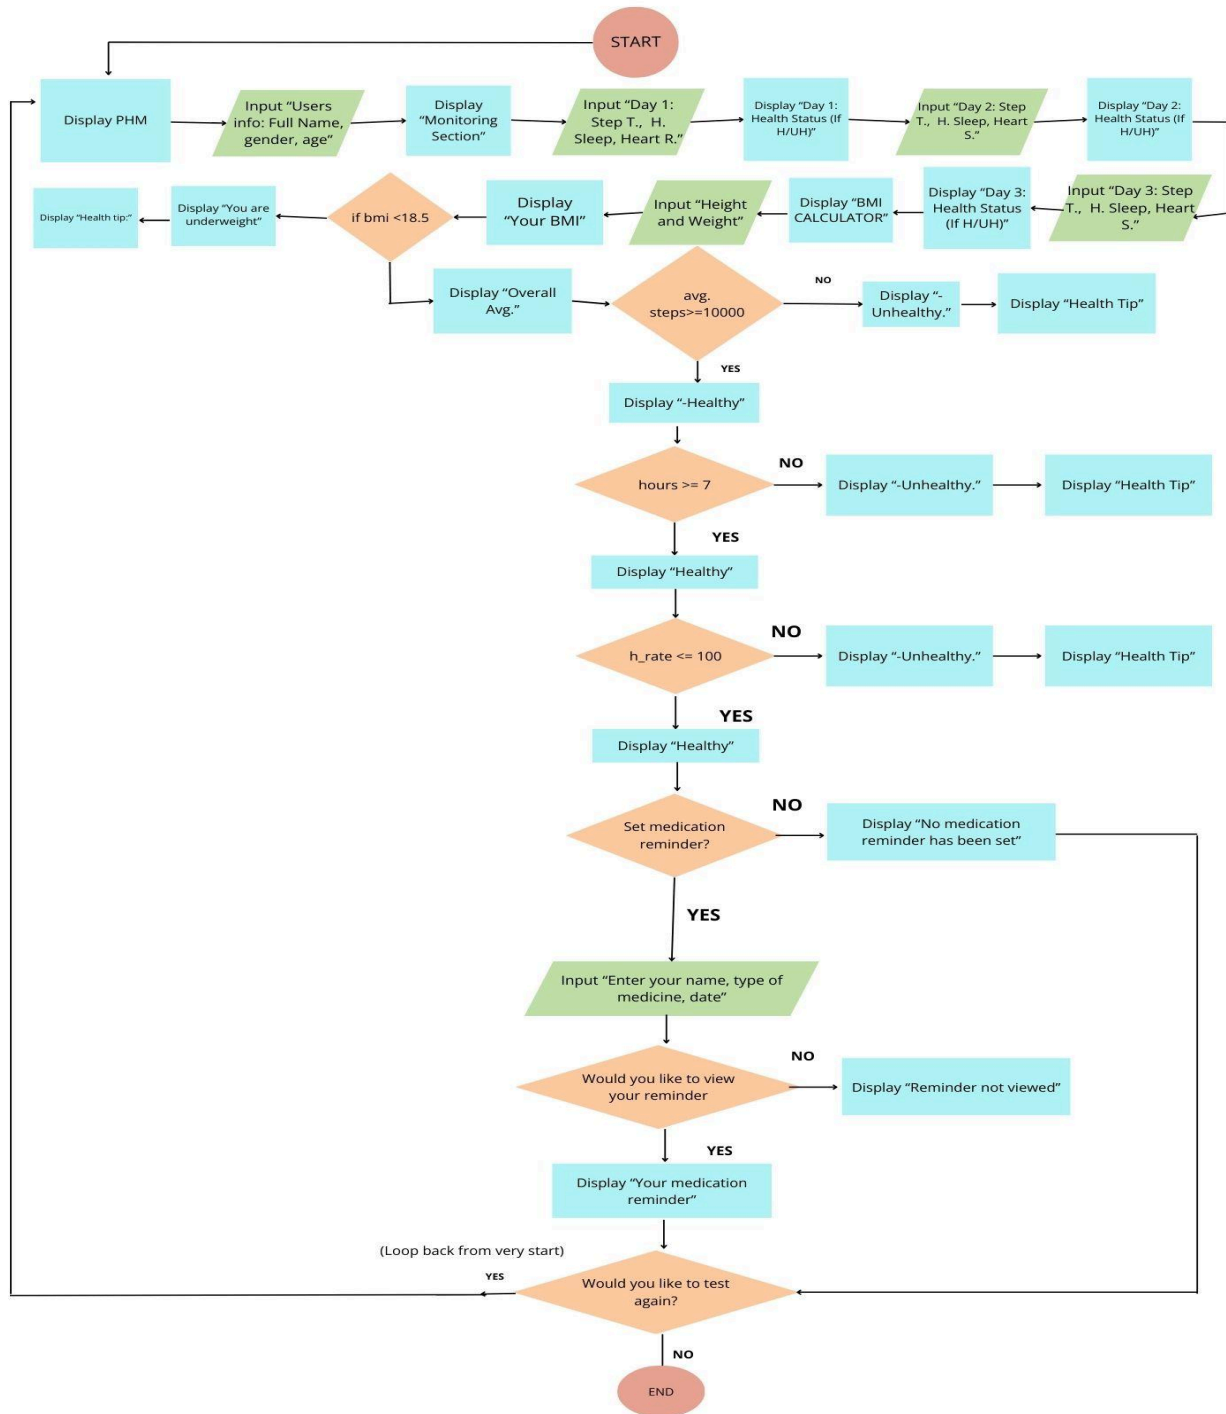 START
Display PHM
Input “Users
info: Full Name,
gender, age”
Display
“Monitoring
Section“
Input “Day 1:
Step T.,  H.
Sleep, Heart R.”
Display “Day 1:
Health Status (If
H/UH)”
Input “Day 2: Step
T.,  H. Sleep, Heart
S.”
Display “Day 2:
Health Status (If
H/UH)”
Input “Day 3: Step
T.,  H. Sleep, Heart
S.”
Display “Day 3:
Health Status
(If H/UH)”
Display “BMI
CALCULATOR”
Input “Height
and Weight”
Display
“Your BMI”
if bmi <18.5
Display “You are
underweight”
Display “Health tip:”
Display “Overall
Avg.”
avg.
steps>=10000
NO
Display “-
Unhealthy.”
Display “Health Tip”
YES
Display “-Healthy”
hours >= 7
NO
Display “-Unhealthy.”
Display “Health Tip”
YES
Display “Healthy”
h_rate <= 100
NO
Display “-Unhealthy.”
Display “Health Tip”
YES
Display “Healthy”
Set medication
reminder?
NO
Display “No medication
reminder has been set”
YES
Input “Enter your name, type of
medicine, date”
Would you like to view
your reminder
NO
Display “Reminder not viewed”
YES
Display “Your medication
reminder”
(Loop back from very start)
YES
Would you like to test
again?
NO
END